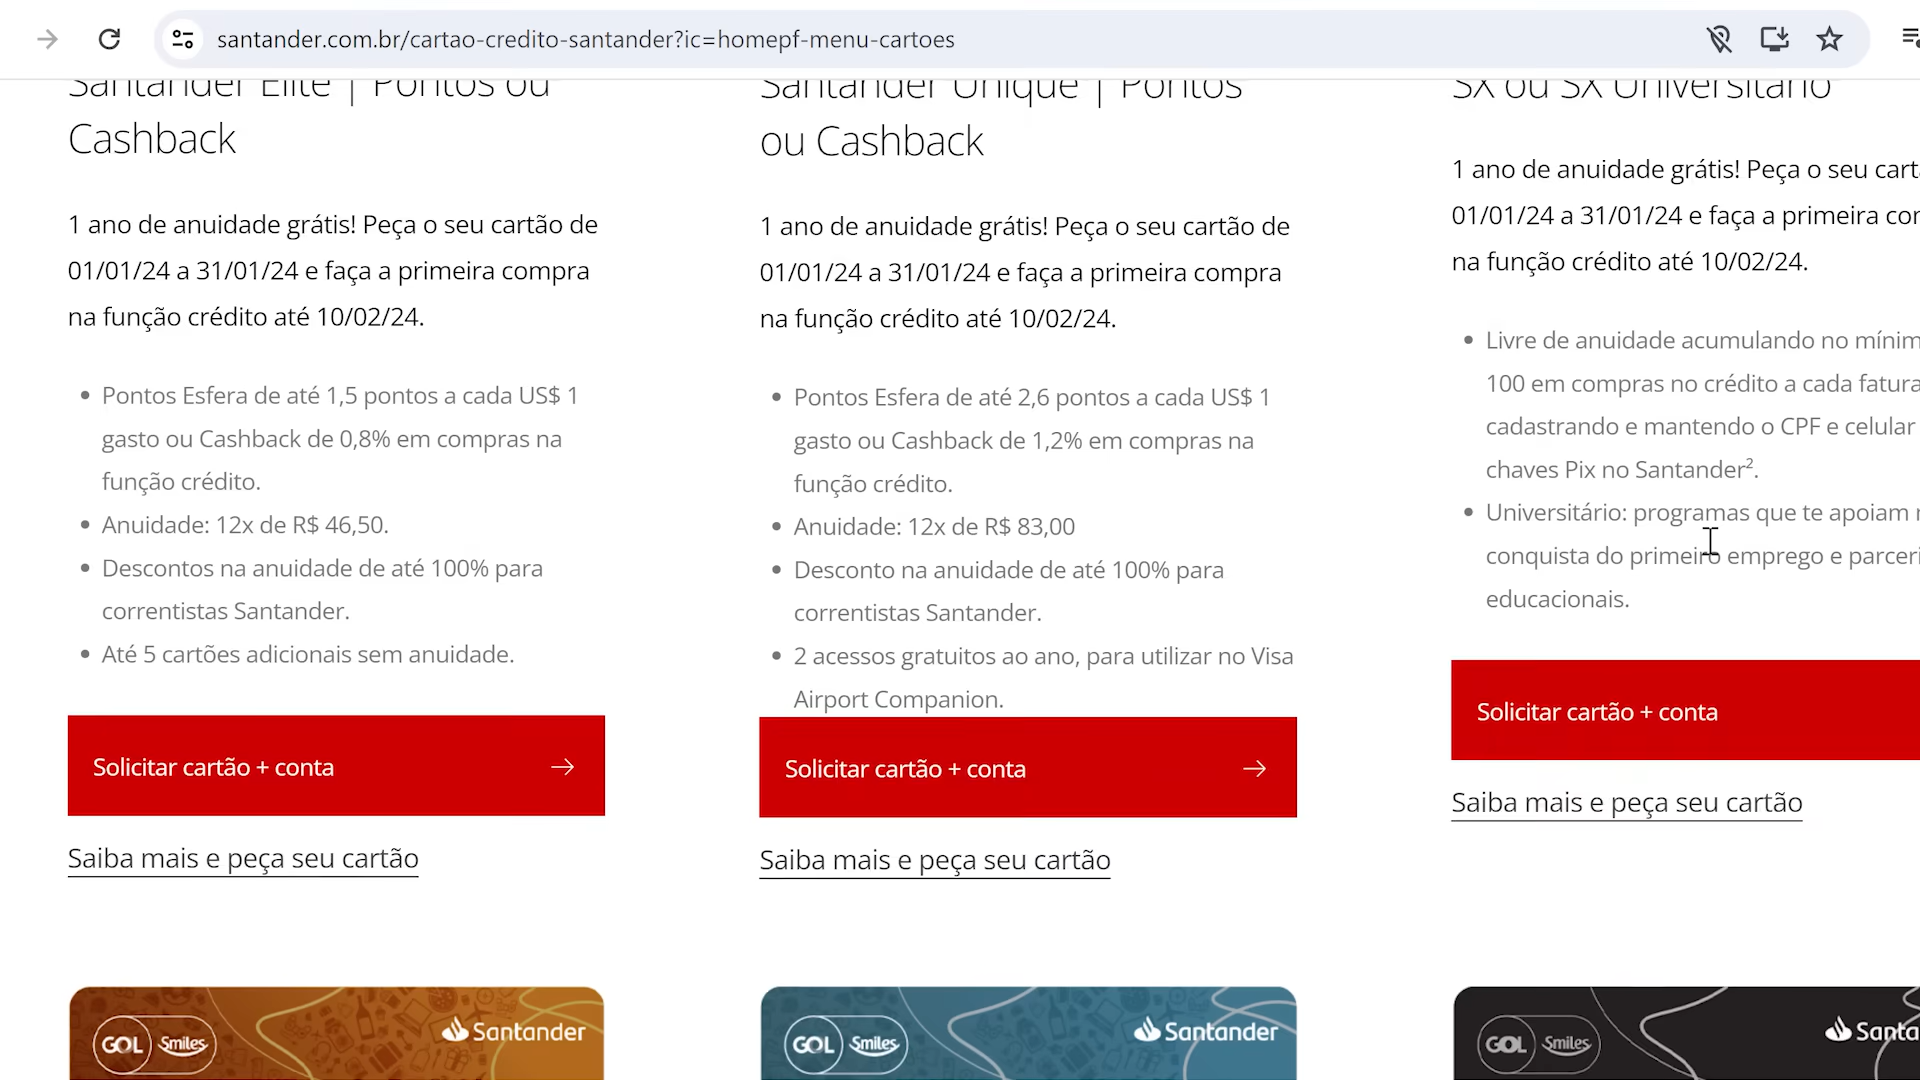 santander.com.br/cartao-credito-santander?ic=homepf-menu-cartoes
Santander Elite | Pontos ou
Cashback
1 ano de anuidade grátis! Peça o seu cartão de
01/01/24 a 31/01/24 e faça a primeira compra
na função crédito até 10/02/24.
Pontos Esfera de até 1,5 pontos a cada US$ 1
gasto ou Cashback de 0,8% em compras na
função crédito.
Anuidade: 12x de R$ 46,50.
Descontos na anuidade de até 100% para
correntistas Santander.
Até 5 cartões adicionais sem anuidade.
Solicitar cartão + conta
Saiba mais e peça seu cartão
GOL Smiles
Santander
Santander Unique | Pontos
ou Cashback
1 ano de anuidade grátis! Peça o seu cartão de
01/01/24 a 31/01/24 e faça a primeira compra
na função crédito até 10/02/24.
Pontos Esfera de até 2,6 pontos a cada US$ 1
gasto ou Cashback de 1,2% em compras na
função crédito.
Anuidade: 12x de R$ 83,00
Desconto na anuidade de até 100% para
correntistas Santander.
2 acessos gratuitos ao ano, para utilizar no Visa
Airport Companion.
Solicitar cartão + conta
Saiba mais e peça seu cartão
GOL Smiles
Santander
SX ou SX Universitário
1 ano de anuidade grátis! Peça o seu cart
01/01/24 a 31/01/24 e faça a primeira co
na função crédito até 10/02/24.
Livre de anuidade acumulando no mínim
100 em compras no crédito a cada fatura
cadastrando e mantendo o CPF e celular
chaves Pix no Santander².
Universitário: programas que te apoiam
conquista do primeiro emprego e parceri
educacionais.
Solicitar cartão + conta
Saiba mais e peça seu cartão
GOL Smiles
Santa